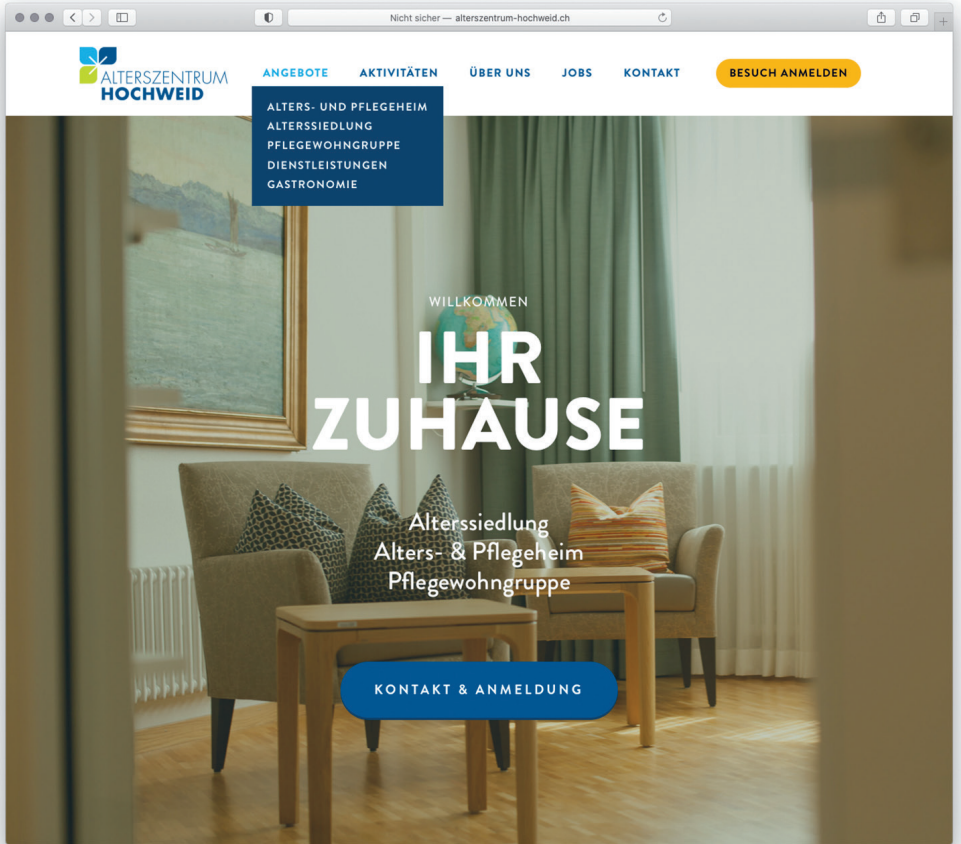 Nicht sicher — alterszentrum-hochweid.ch
ALTERSZENTRUM
HOCHWEID
ANGEBOTE AKTIVITÄTEN ÜBER UNS JOBS KONTAKT BESUCH ANMELDEN
ALTERS- UND PFLEGEHEIM
ALTERSSIEDLUNG
PFLEGEWOHNGRUPPE
DIENSTLEISTUNGEN
GASTRONOMIE
WILLKOMMEN
IHR
ZUHAUSE
Alterssiedlung
Alters- & Pflegeheim
Pflegewohngruppe
KONTAKT & ANMELDUNG